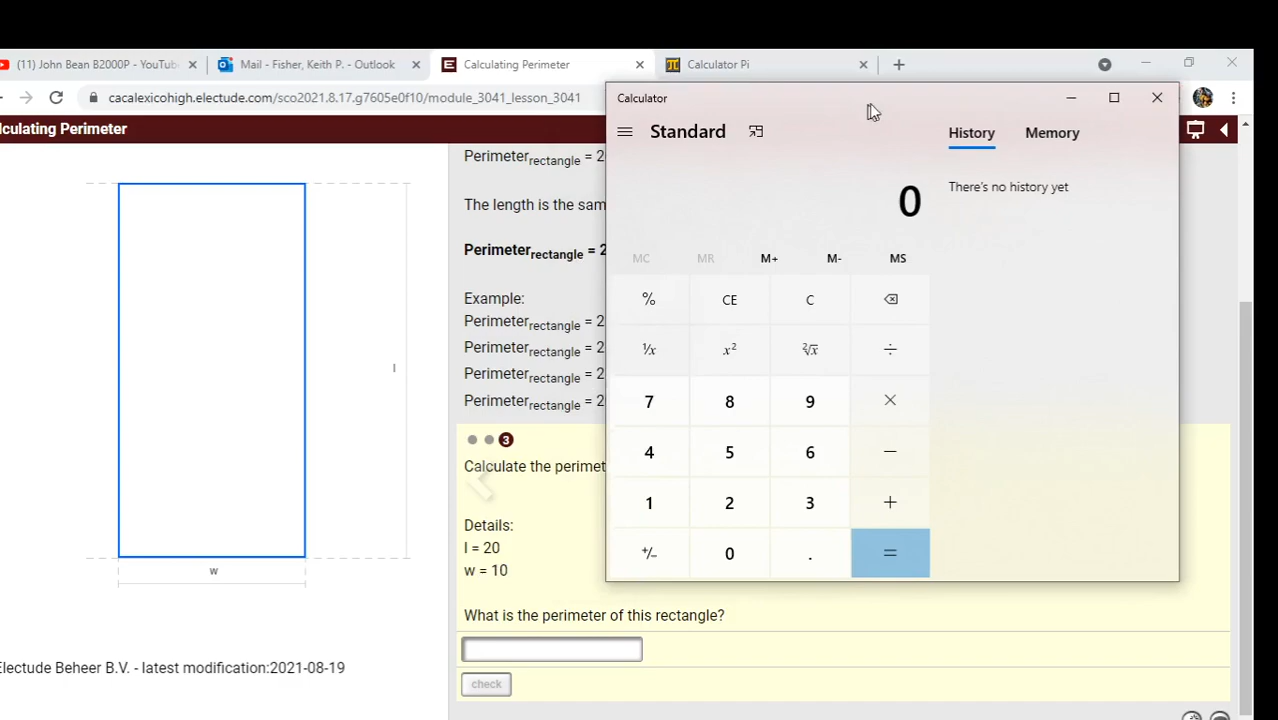 (11) John Bean B2000P - YouTub
Mail - Fisher, Keith P. - Outlook
Calculating Perimeter
Calculator Pi
cacalexicohigh.electude.com/sco2021,8.17,g7605e0f10/module_3041_lesson_3041
lculating Perimeter
Calculator
Standard
History
Memory
There's no history yet
0
MC MR M+ M- MS
% CE C
¹/x x² ²√x ÷
7 8 9 ×
4 5 6 −
1 2 3 +
+/− 0 . =
Perimeterrectangle = 2
The length is the sam
Perimeterrectangle = 2
Example:
Perimeterrectangle = 2
Perimeterrectangle = 2
Perimeterrectangle = 2
Perimeterrectangle = 2
3
Calculate the perimet
Details:
l = 20
w = 10
What is the perimeter of this rectangle?
check
l
w
Electude Beheer B.V. - latest modification:2021-08-19